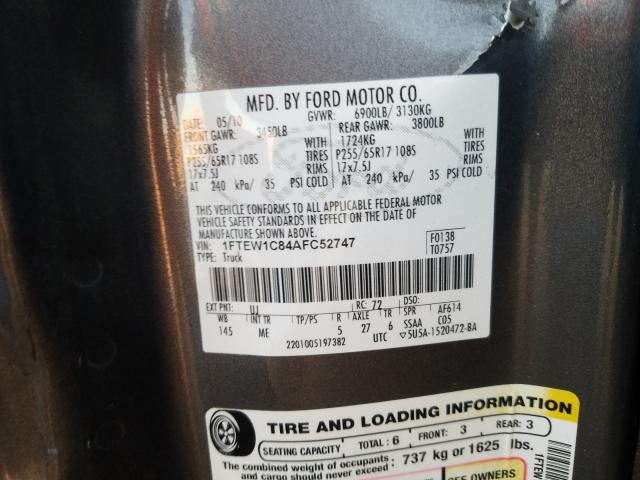 MFD. BY FORD MOTOR CO.
DATE: 05/10 GVWR: 6900LB/ 3130KG
FRONT GAWR: 3450LB REAR GAWR: 3800LB
1565KG WITH 1724KG WITH
P255/65R17 108S TIRES P255/65R17 108S TIRES
17x7.5J RIMS 17x7.5J RIMS
AT 240 kPa/ 35 PSI COLD AT 240 kPa/ 35 PSI COLD
THIS VEHICLE CONFORMS TO ALL APPLICABLE FEDERAL MOTOR
VEHICLE SAFETY STANDARDS IN EFFECT ON THE DATE OF
MANUFACTURE SHOWN ABOVE.
VIN: 1FTEW1C84AFC52747 F0138
TYPE: Truck T0757
EXT PNT: UJ RC: 72 DSO:
WB INT TR TP/PS R AXLE TR SPR AF614
145 ME 5 27 6 SSAA C05
2201005197382 UTC ▽5U5A-1520472-BA
TIRE AND LOADING INFORMATION
SEATING CAPACITY TOTAL: 6 FRONT: 3 REAR: 3
The combined weight of occupants
and cargo should never exceed: 737 kg or 1625 lbs.
SEE OWNERS
1FTEW